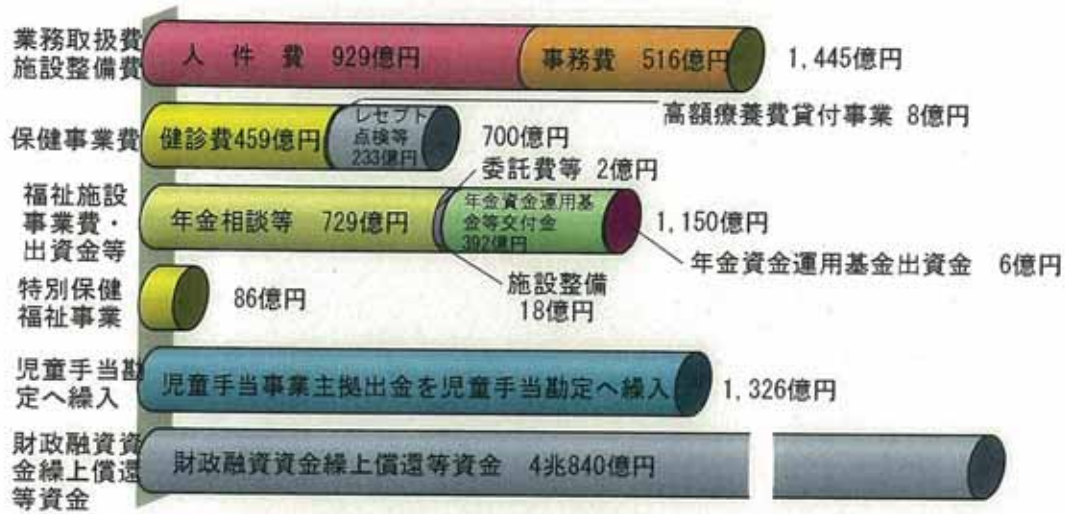 業務取扱費
施設整備費
人件費 929億円
事務費 516億円
1,445億円
保健事業費
健診費459億円
レセプト
点検等
233億円
700億円
高額療養費貸付事業 8億円
福祉施設
事業費・
出資金等
年金相談等 729億円
委託費等 2億円
年金資金運用基
金等交付金
392億円
1,150億円
年金資金運用基金出資金 6億円
施設整備
18億円
特別保健
福祉事業
86億円
児童手当勘
定へ繰入
児童手当事業主拠出金を児童手当勘定へ繰入
1,326億円
財政融資資
金繰上償還
等資金
財政融資資金繰上償還等資金 4兆840億円